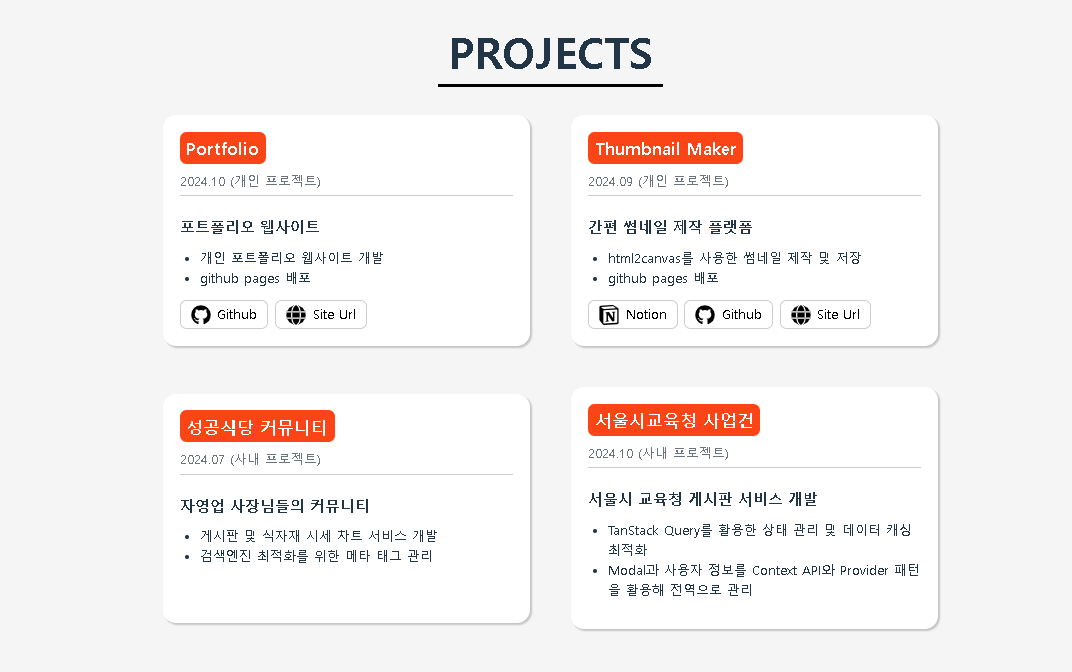 PROJECTS
Portfolio
2024.10 (개인 프로젝트)
포트폴리오 웹사이트
• 개인 포트폴리오 웹사이트 개발
• github pages 배포
Github
Site Url
Thumbnail Maker
2024.09 (개인 프로젝트)
간편 썸네일 제작 플랫폼
• html2canvas를 사용한 썸네일 제작 및 저장
• github pages 배포
Notion
Github
Site Url
성공식당 커뮤니티
2024.07 (사내 프로젝트)
자영업 사장님들의 커뮤니티
• 게시판 및 식자재 시세 차트 서비스 개발
• 검색엔진 최적화를 위한 메타 태그 관리
서울시교육청 사업건
2024.10 (사내 프로젝트)
서울시 교육청 게시판 서비스 개발
• TanStack Query를 활용한 상태 관리 및 데이터 캐싱
최적화
• Modal과 사용자 정보를 Context API와 Provider 패턴
을 활용해 전역으로 관리